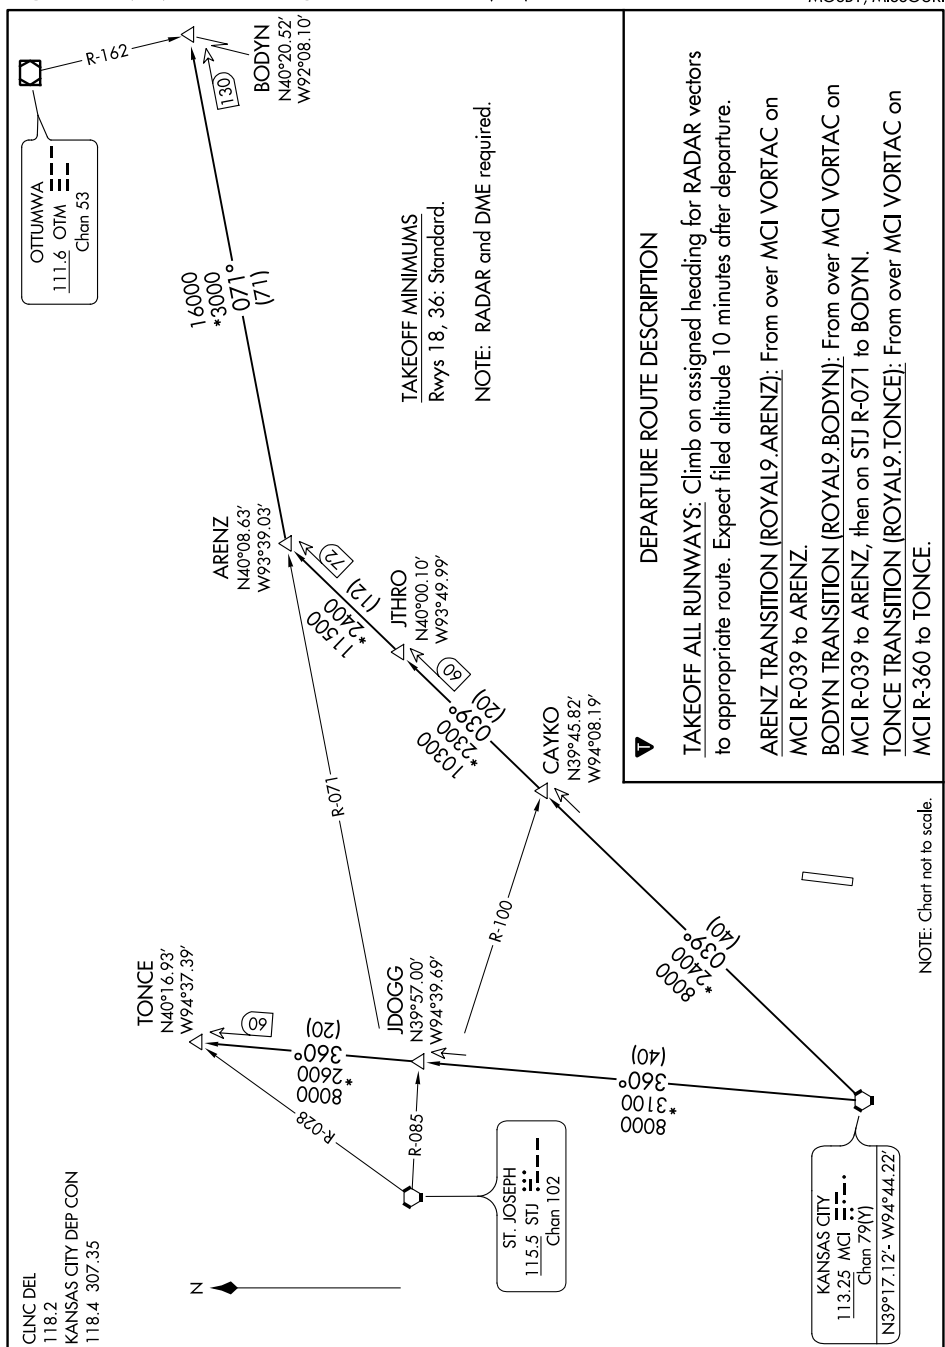 CLNC DEL
118.2
KANSAS CITY DEP CON
118.4 307.35
N
OTTUMWA
111.6 OTM
Chan 53
R-162
BODYN
N40°20.52'
W92°08.10'
130
16000
*3000
071°
(71)
TAKEOFF MINIMUMS
Rwys 18, 36: Standard.
NOTE: RADAR and DME required.
ARENZ
N40°08.63'
W93°39.03'
72
11500
*2400
(12)
JTHRO
N40°00.10'
W93°49.99'
60
10300
*2300
039°
(20)
CAYKO
N39°45.82'
W94°08.19'
R-071
R-100
TONCE
N40°16.93'
W94°37.39'
60
8000
*2600
360°
(20)
R-028
JDOGG
N39°57.00'
W94°39.69'
R-085
ST. JOSEPH
115.5 STJ
Chan 102
8000
*3100
360°
(40)
8000
*2400
039°
(40)
KANSAS CITY
113.25 MCI
Chan 79(Y)
N39°17.12'- W94°44.22'
NOTE: Chart not to scale.
T
DEPARTURE ROUTE DESCRIPTION
TAKEOFF ALL RUNWAYS: Climb on assigned heading for RADAR vectors
to appropriate route. Expect filed altitude 10 minutes after departure.
ARENZ TRANSITION (ROYAL9.ARENZ): From over MCI VORTAC on
MCI R-039 to ARENZ.
BODYN TRANSITION (ROYAL9.BODYN): From over MCI VORTAC on
MCI R-039 to ARENZ, then on STJ R-071 to BODYN.
TONCE TRANSITION (ROYAL9.TONCE): From over MCI VORTAC on
MCI R-360 to TONCE.